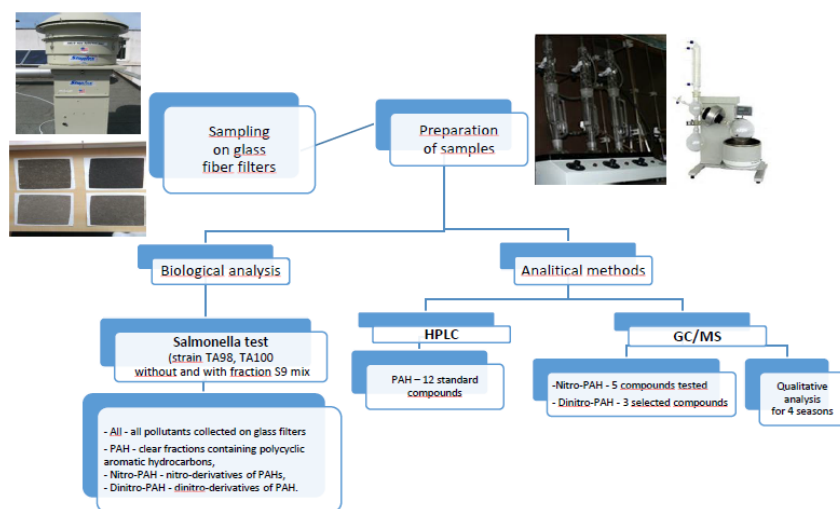 Sampling
on glass
fiber filters
Preparation
of samples
Biological analysis
Analitical methods
Salmonella test
(strain TA98, TA100
without and with fraction S9 mix
HPLC
GC/MS
PAH – 12 standard
compounds
-Nitro-PAH - 5 compounds tested
- Dinitro-PAH - 3 selected compounds
Qualitative
analysis
for 4 seasons
- All - all pollutants collected on glass filters
- PAH - clear fractions containing polycyclic
aromatic hydrocarbons,
- Nitro-PAH - nitro-derivatives of PAHs,
- Dinitro-PAH - dinitro-derivatives of PAH.